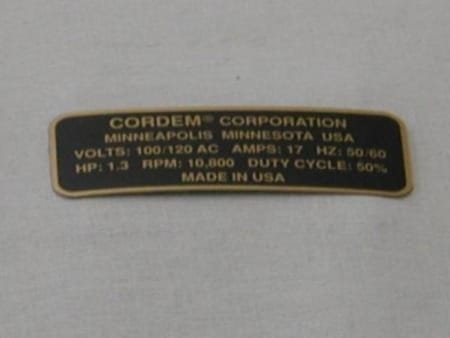 CORDEM® CORPORATION
MINNEAPOLIS MINNESOTA USA
VOLTS: 100/120 AC AMPS: 17 HZ: 50/60
HP: 1.3 RPM: 10,800 DUTY CYCLE: 50%
MADE IN USA